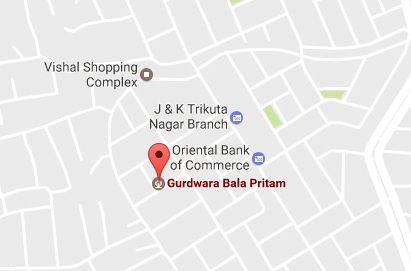 Vishal Shopping
Complex
J & K Trikuta
Nagar Branch
Oriental Bank
of Commerce
Gurdwara Bala Pritam